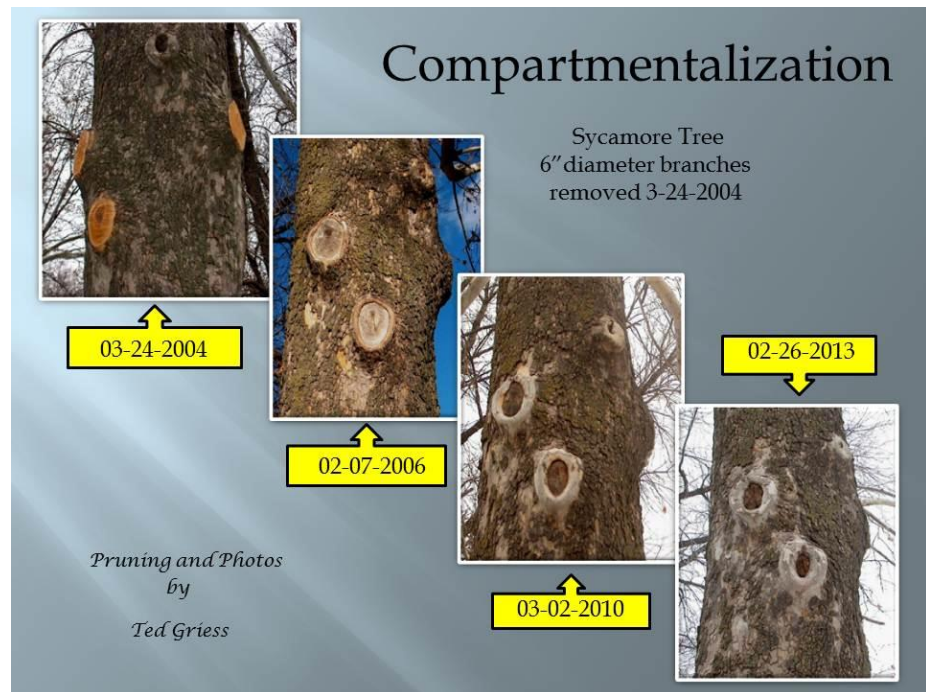 Compartmentalization
Sycamore Tree
6″ diameter branches
removed 3-24-2004
03-24-2004
02-07-2006
03-02-2010
02-26-2013
Pruning and Photos
by
Ted Griess